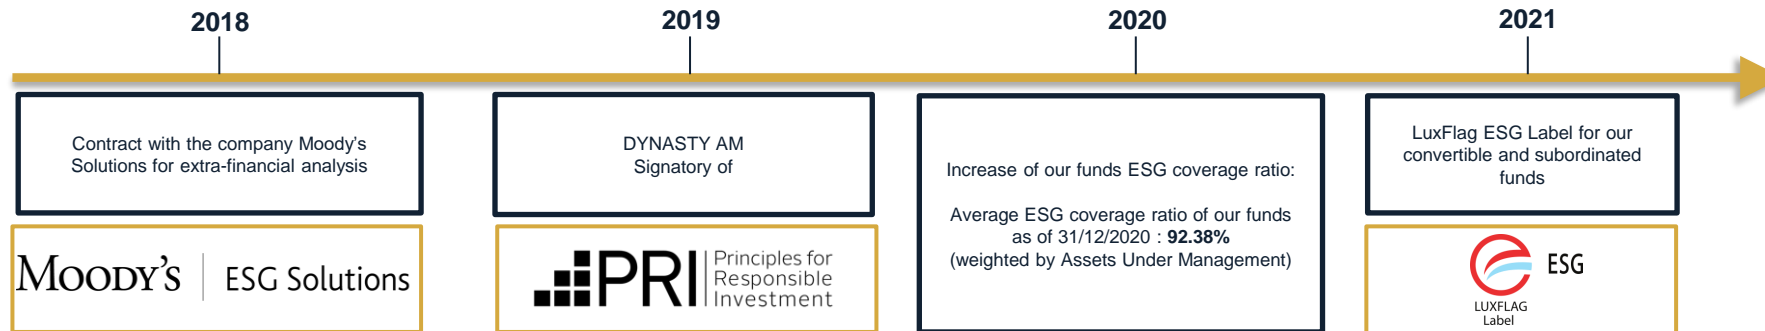 2018
2019
2020
2021
Contract with the company Moody's
Solutions for extra-financial analysis
MOODY'S | ESG Solutions
DYNASTY AM
Signatory of
PRI
Principles for
Responsible
Investment
Increase of our funds ESG coverage ratio:
Average ESG coverage ratio of our funds
as of 31/12/2020 : 92.38%
(weighted by Assets Under Management)
LuxFlag ESG Label for our
convertible and subordinated
funds
ESG
LUXFLAG
Label